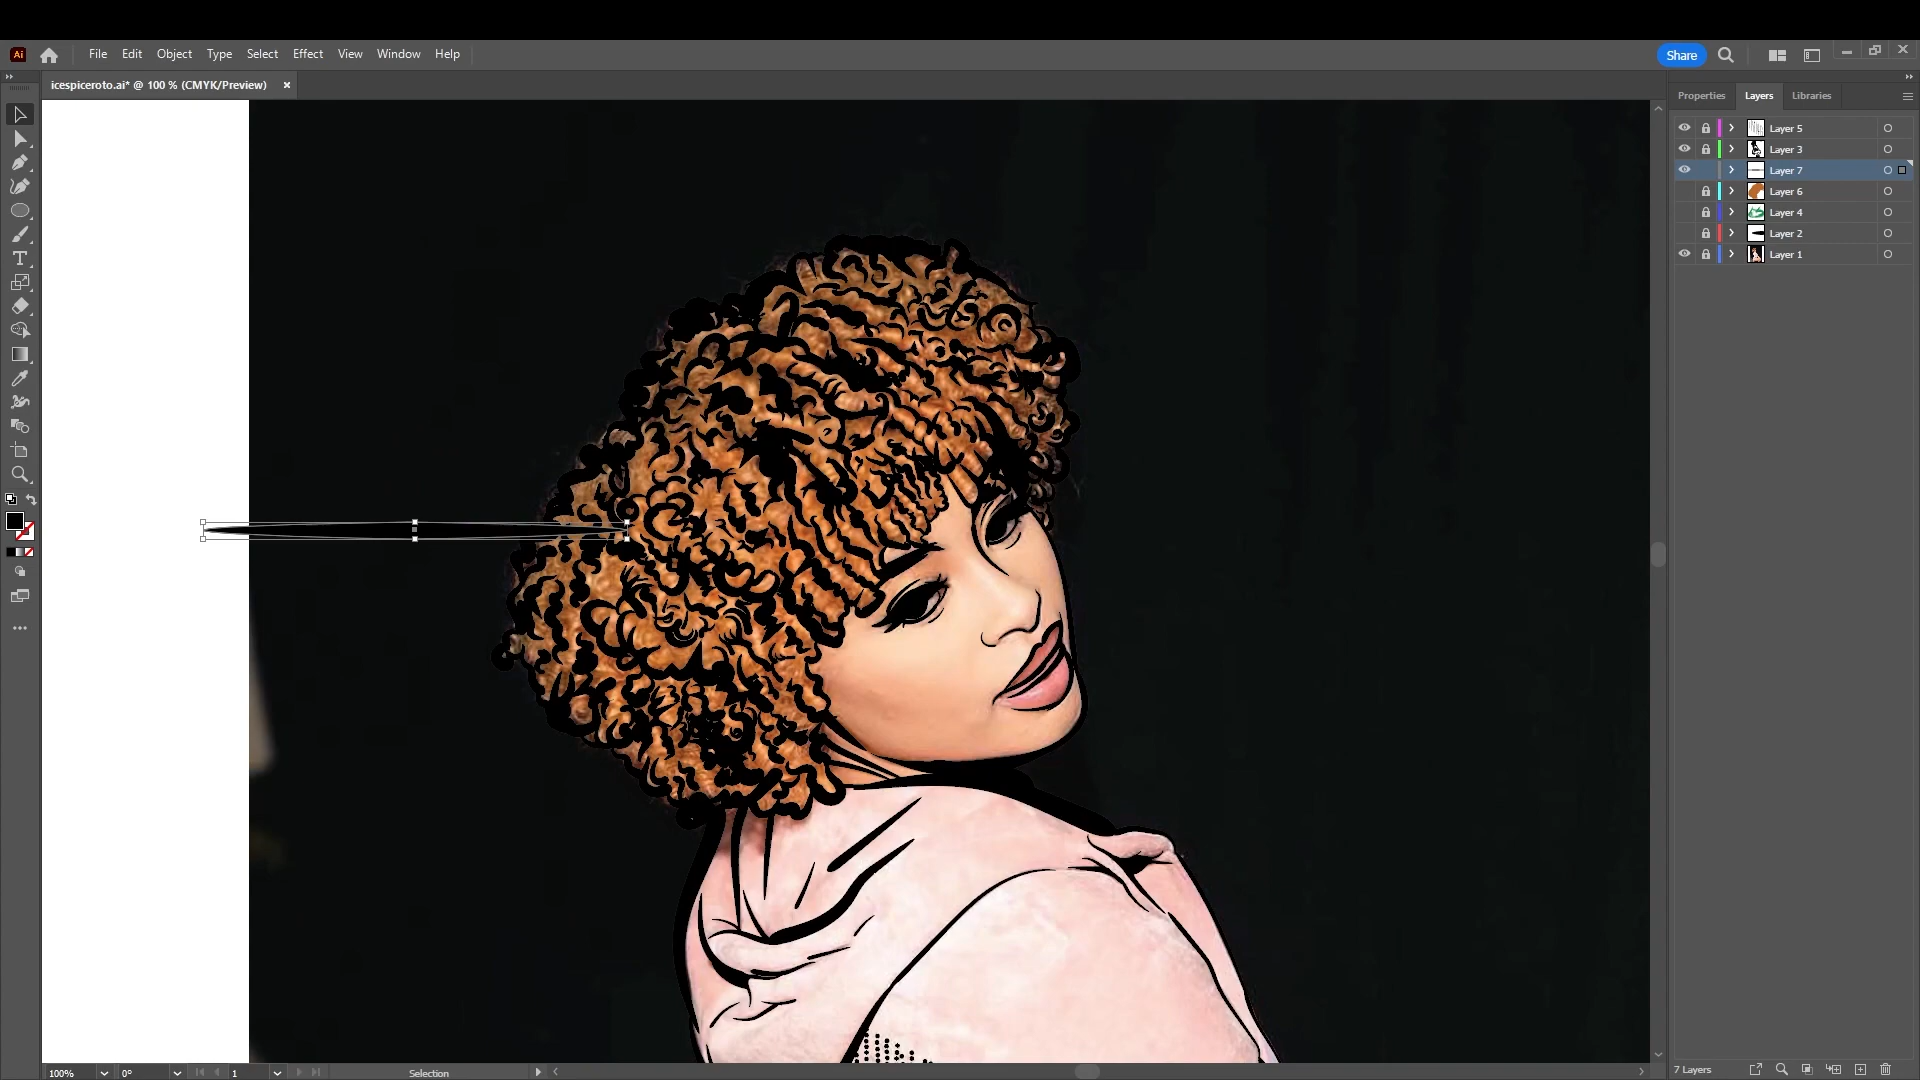 Ai File Edit Object Type Select Effect View Window Help Share
icespiceroto.ai* @ 100 % (CMYK/Preview) ×
Properties Layers Libraries
Layer 5
Layer 3
Layer 7
Layer 6
Layer 4
Layer 2
Layer 1
100% 0° 1 Selection
7 Layers